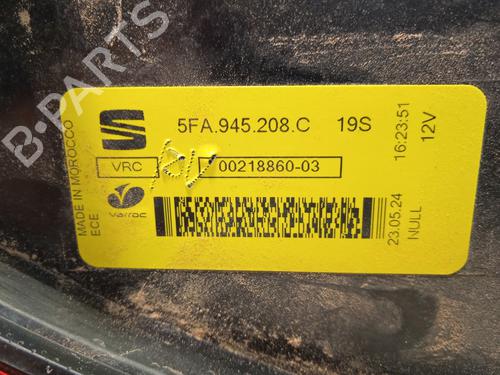 B-PARTS
MADE IN MOROCCO
ECE
5FA.945.208.C 19S
VRC
00218860-03
varroc
16:23:51
12V
23.05.24
NULL